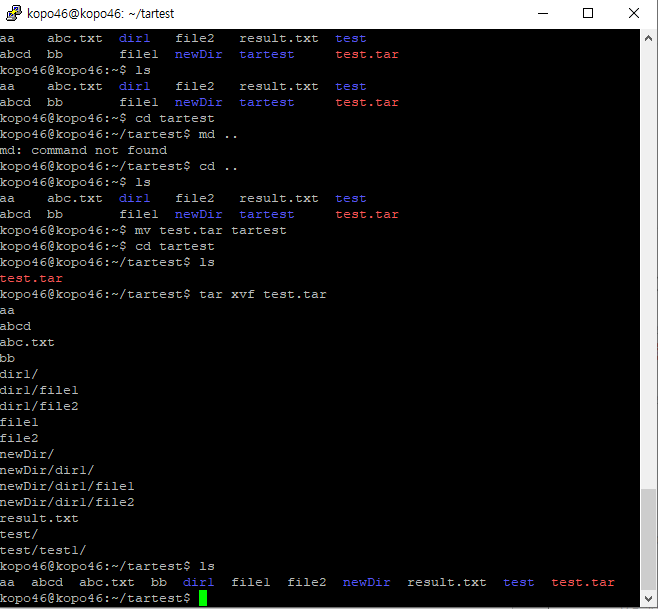 kopo46@kopo46: ~/tartest
aa    abc.txt  dir1    file2    result.txt  test
abcd  bb       file1   newDir  tartest     test.tar
kopo46@kopo46:~$ ls
aa    abc.txt  dir1    file2    result.txt  test
abcd  bb       file1   newDir  tartest     test.tar
kopo46@kopo46:~$ cd tartest
kopo46@kopo46:~/tartest$ md ..
md: command not found
kopo46@kopo46:~/tartest$ cd ..
kopo46@kopo46:~$ ls
aa    abc.txt  dir1    file2    result.txt  test
abcd  bb       file1   newDir  tartest     test.tar
kopo46@kopo46:~$ mv test.tar tartest
kopo46@kopo46:~$ cd tartest
kopo46@kopo46:~/tartest$ ls
test.tar
kopo46@kopo46:~/tartest$ tar xvf test.tar
aa
abcd
abc.txt
bb
dir1/
dir1/file1
dir1/file2
file1
file2
newDir/
newDir/dir1/
newDir/dir1/file1
newDir/dir1/file2
result.txt
test/
test/test1/
kopo46@kopo46:~/tartest$ ls
aa  abcd  abc.txt  bb  dir1  file1  file2  newDir  result.txt  test  test.tar
kopo46@kopo46:~/tartest$